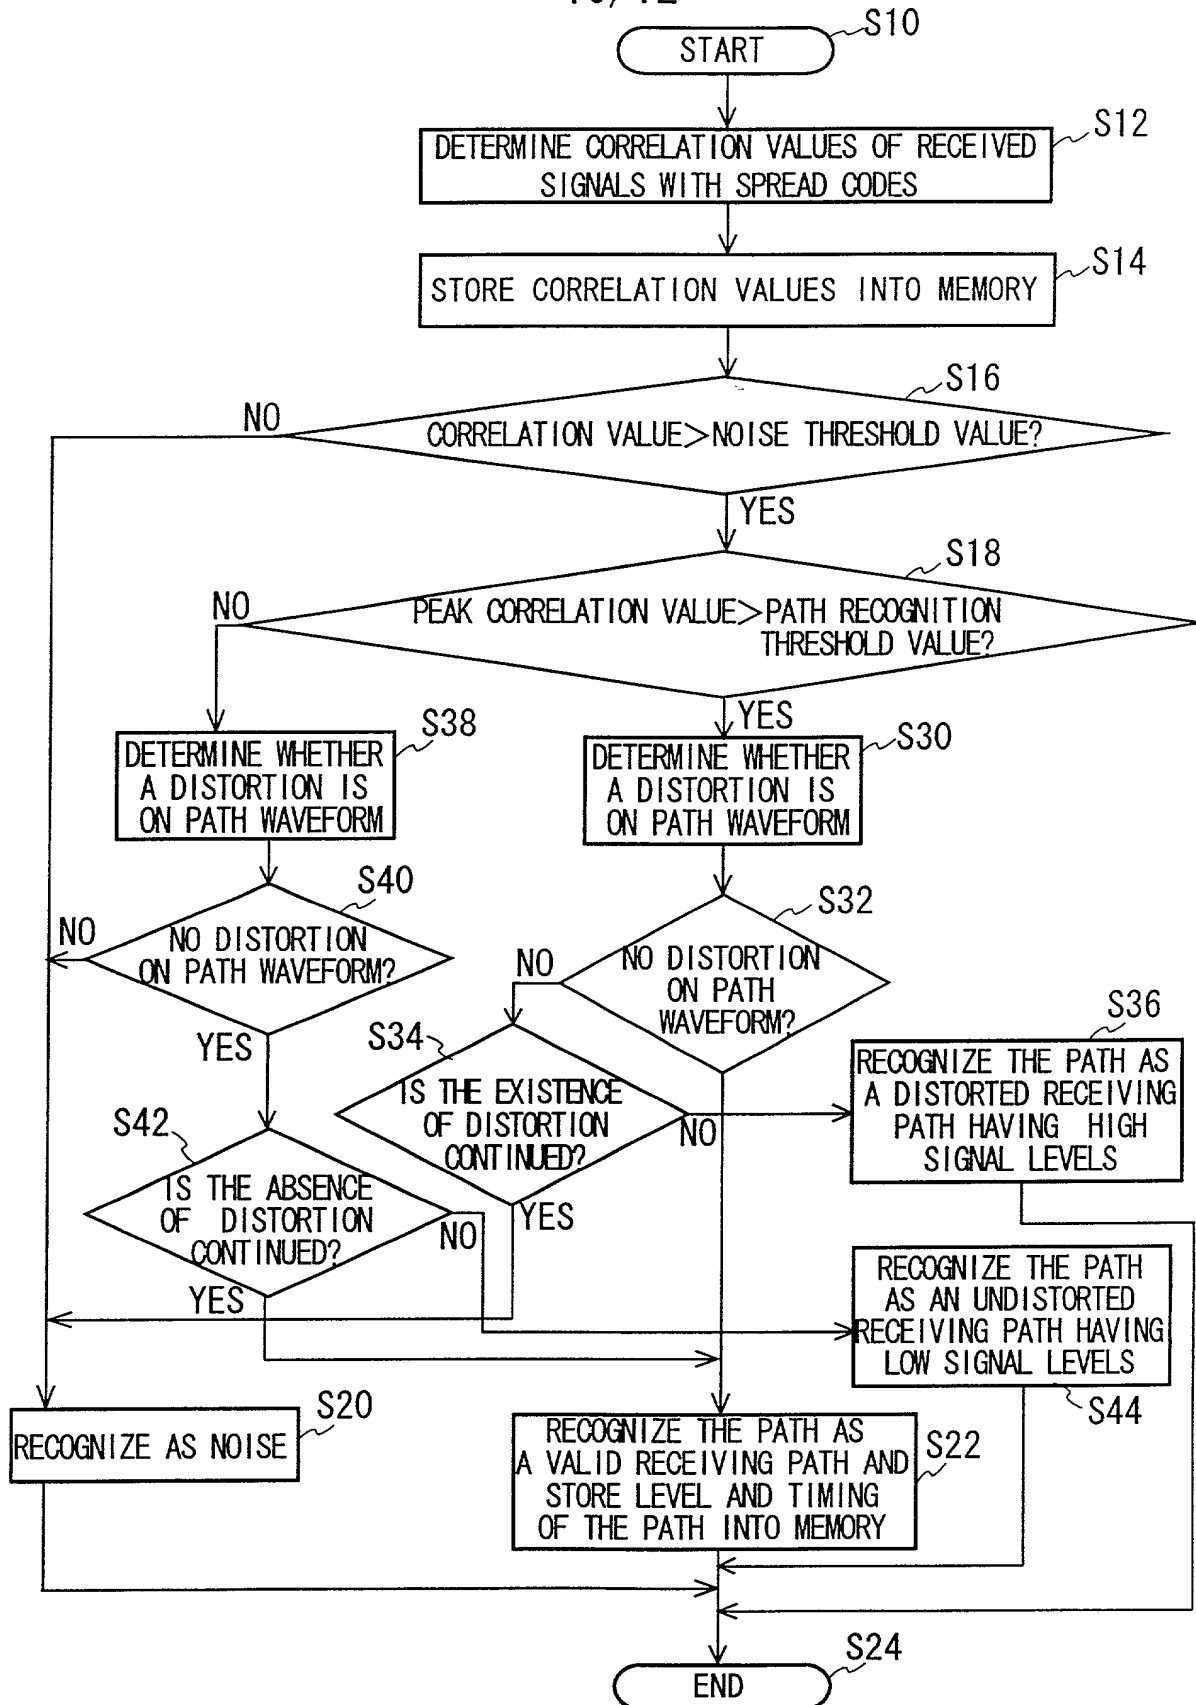 START
S10
DETERMINE CORRELATION VALUES OF RECEIVED
SIGNALS WITH SPREAD CODES
S12
STORE CORRELATION VALUES INTO MEMORY
S14
S16
NO
CORRELATION VALUE>NOISE THRESHOLD VALUE?
YES
S18
NO
PEAK CORRELATION VALUE>PATH RECOGNITION
THRESHOLD VALUE?
YES
S38
DETERMINE WHETHER
A DISTORTION IS
ON PATH WAVEFORM
S30
DETERMINE WHETHER
A DISTORTION IS
ON PATH WAVEFORM
S40
NO
NO DISTORTION
ON PATH WAVEFORM?
YES
S32
NO
NO DISTORTION
ON PATH
WAVEFORM?
S34
IS THE EXISTENCE
OF DISTORTION
CONTINUED?
NO
YES
S36
RECOGNIZE THE PATH AS
A DISTORTED RECEIVING
PATH HAVING HIGH
SIGNAL LEVELS
S42
IS THE ABSENCE
OF DISTORTION
CONTINUED?
NO
YES
RECOGNIZE THE PATH
AS AN UNDISTORTED
RECEIVING PATH HAVING
LOW SIGNAL LEVELS
S44
S20
RECOGNIZE AS NOISE
RECOGNIZE THE PATH AS
A VALID RECEIVING PATH AND
STORE LEVEL AND TIMING
OF THE PATH INTO MEMORY
S22
S24
END